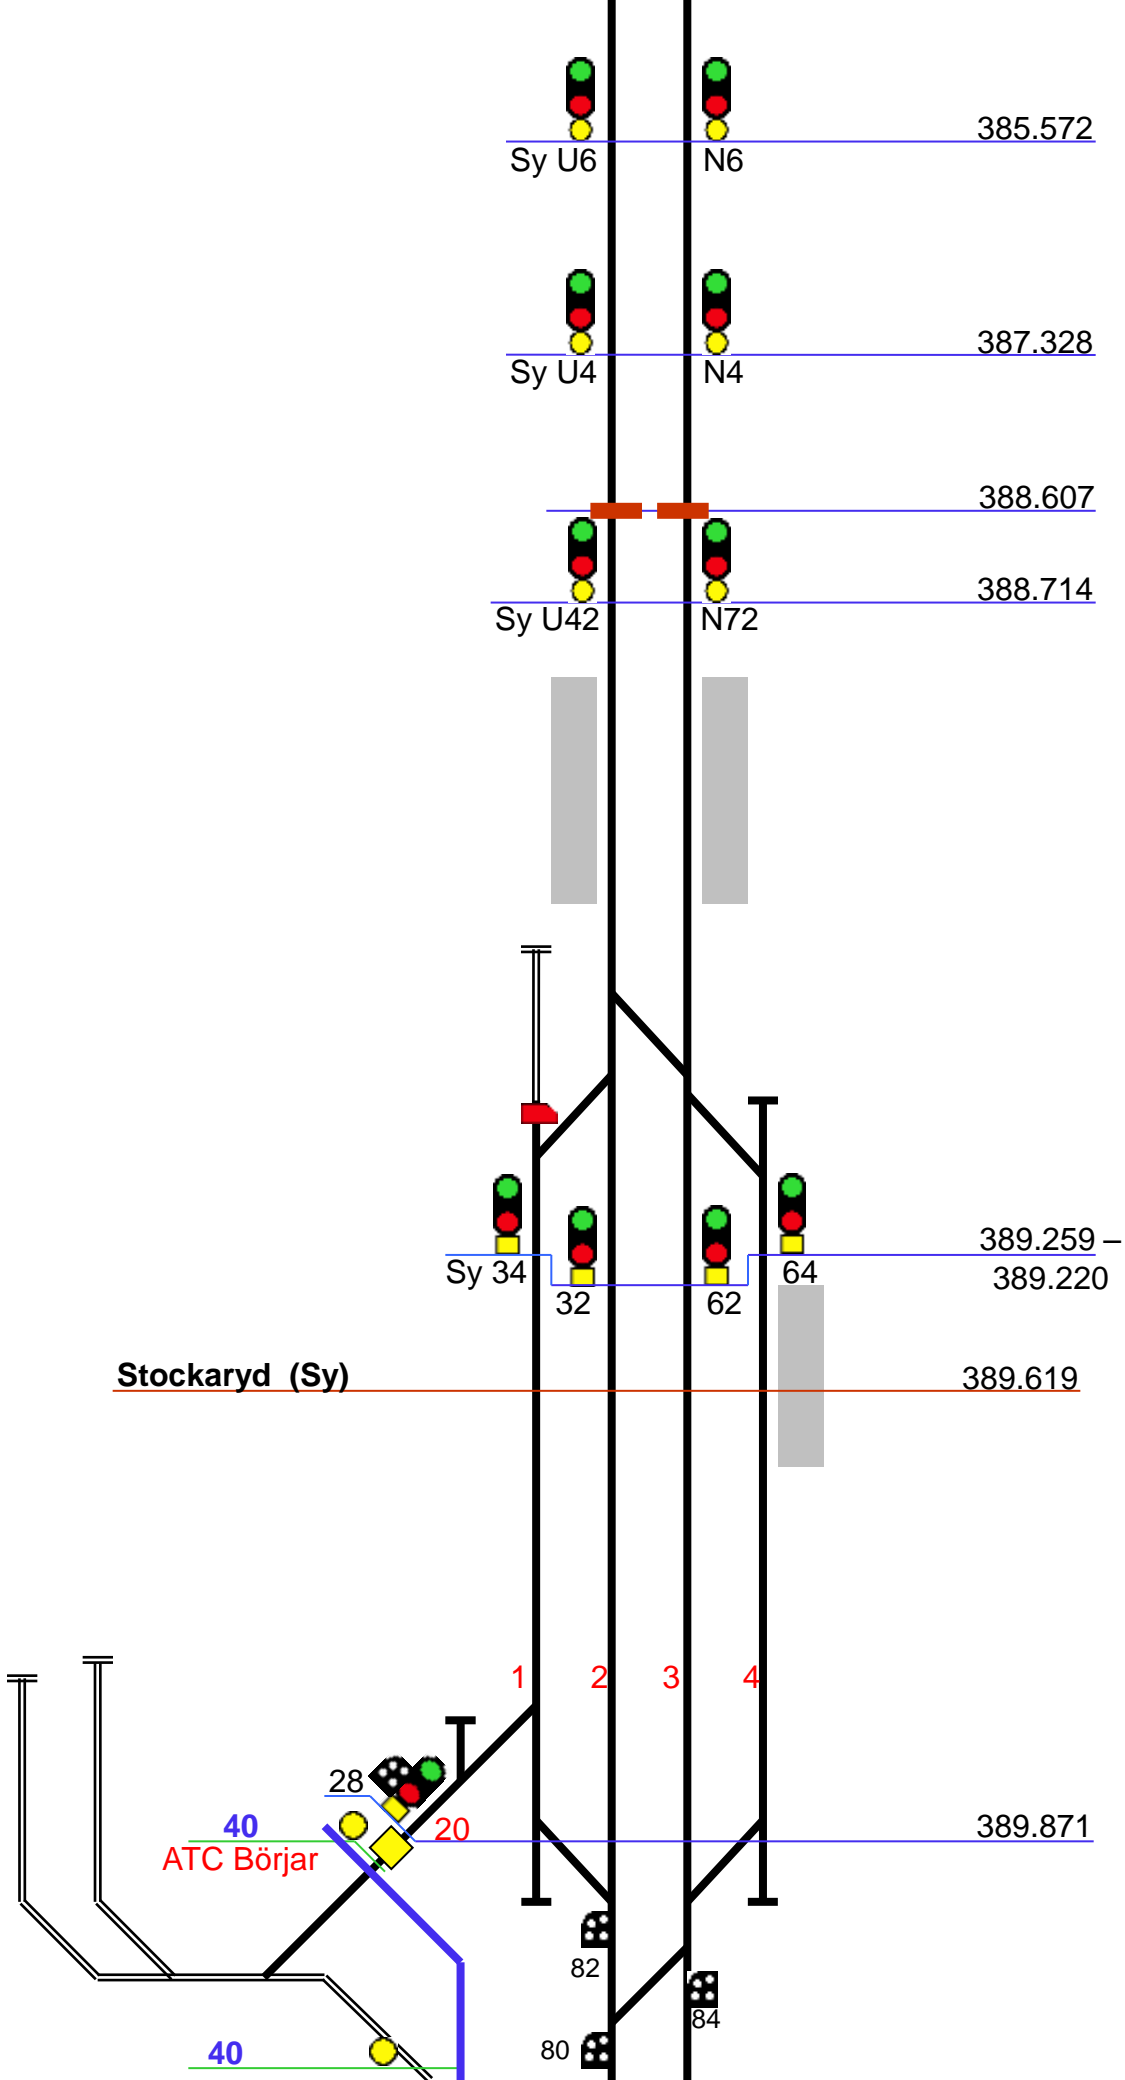 385.572
Sy U6 N6
387.328
Sy U4 N4
388.607
388.714
Sy U42 N72
389.259 –
Sy 34 64 389.220
32 62
Stockaryd (Sy) 389.619
1 2 3 4
28
40 20 389.871
ATC Börjar
82
84
80
40